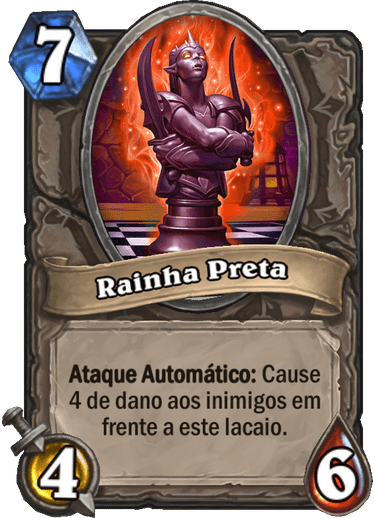 7
Rainha Preta
Ataque Automático: Cause
4 de dano aos inimigos em
frente a este lacaio.
4
6